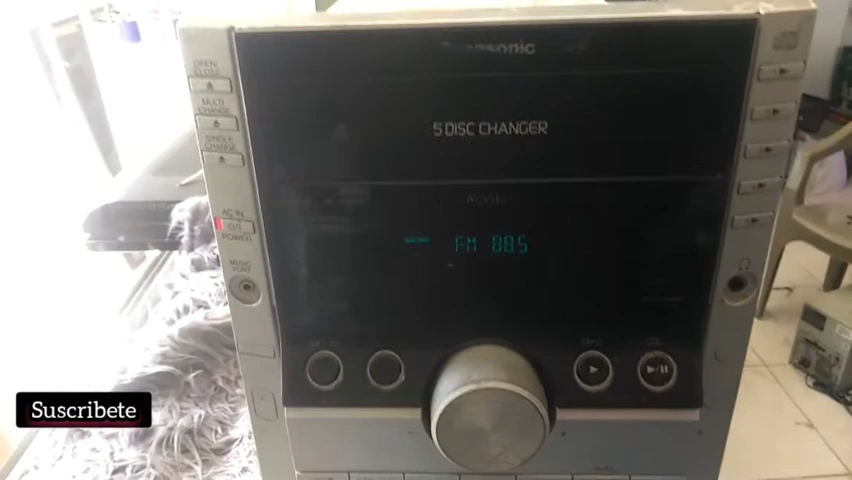 Panasonic
OPEN/
CLOSE
5 DISC CHANGER
MULTI
CHANGE
SINGLE
CHANGE
AC IN
POWER
FM 88.5
MUSIC
PORT
Suscribete